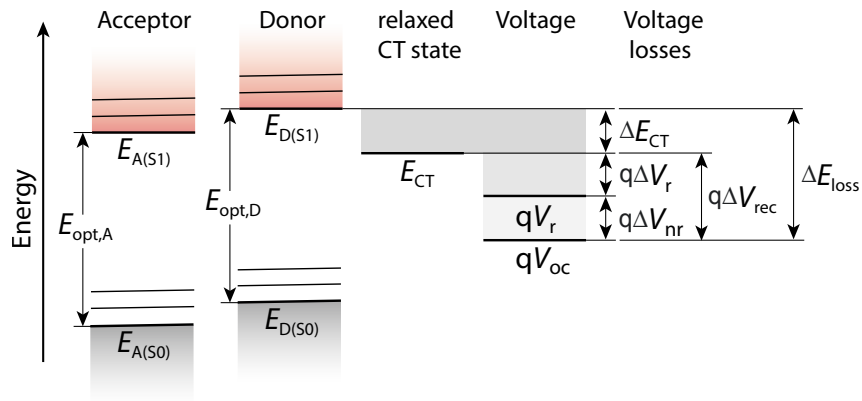 Acceptor Donor relaxed CT state Voltage Voltage losses
Energy
E_A(S1)
E_D(S1)
E_CT
ΔE_CT
E_opt,A
E_opt,D
qΔV_r
qV_r
qΔV_nr
qΔV_rec
ΔE_loss
qV_oc
E_A(S0)
E_D(S0)